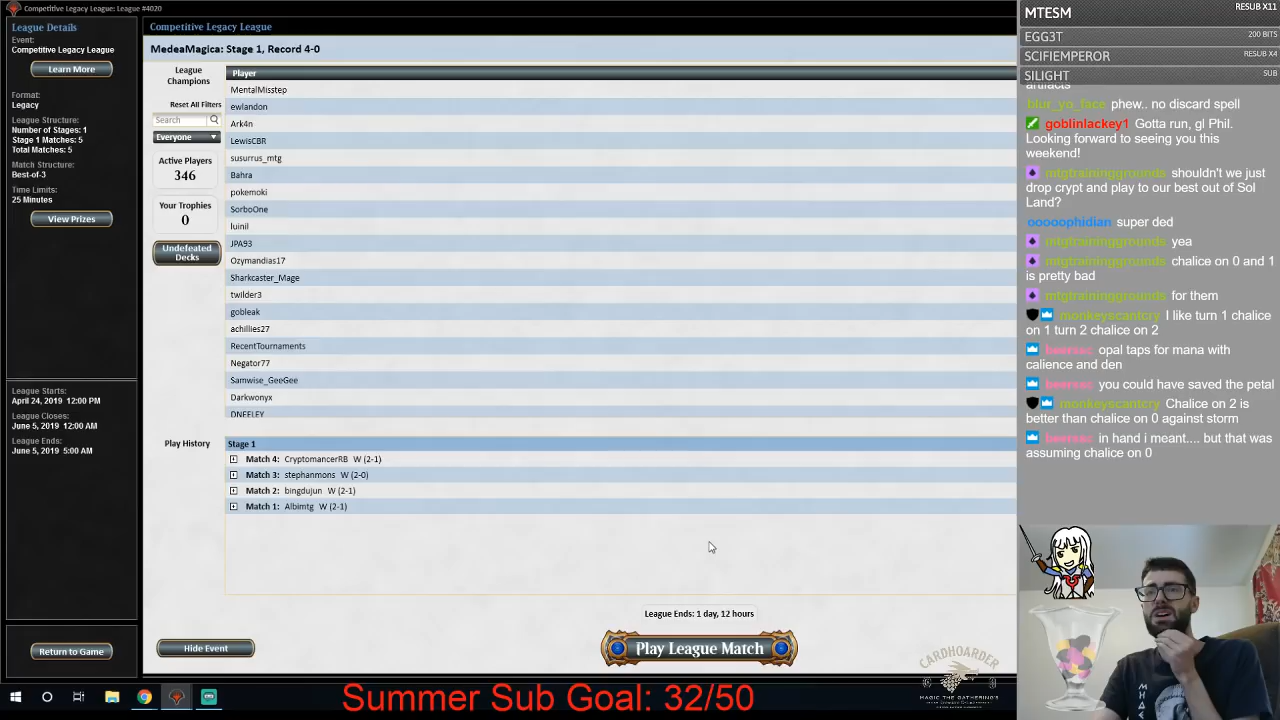 Competitive Legacy League: League #4020
League Details
Event:
Competitive Legacy League
Learn More
Format:
Legacy
League Structure:
Number of Stages: 1
Stage 1 Matches: 5
Total Matches: 5
Match Structure:
Best-of-3
Time Limits:
25 Minutes
View Prizes
League Starts:
April 24, 2019 12:00 PM
League Closes:
June 5, 2019 12:00 AM
League Ends:
June 5, 2019 5:00 AM
Return to Game
Competitive Legacy League
MedeaMagica: Stage 1, Record 4-0
League
Champions
Reset All Filters
Search
Everyone
Active Players
346
Your Trophies
0
Undefeated
Decks
Player
MentalMisstep
ewlandon
Ark4n
LewisCBR
susurrus_mtg
Bahra
pokemoki
SorboOne
luinil
JPA93
Ozymandias17
Sharkcaster_Mage
twilder3
gobleak
achillies27
RecentTournaments
Negator77
Samwise_GeeGee
Darkwonyx
DNEELEY
Play History
Stage 1
Match 4: CryptomancerRB W (2-1)
Match 3: stephanmons W (2-0)
Match 2: bingdujun W (2-1)
Match 1: Albimtg W (2-1)
League Ends: 1 day, 12 hours
Hide Event
Play League Match
Summer Sub Goal: 32/50
MTESM RESUB X11
EGG3T 200 BITS
SCIFIEMPEROR RESUB X4
SILIGHT SUB
artifacts
blur_yo_face phew.. no discard spell
goblinlackey1 Gotta run, gl Phil.
Looking forward to seeing you this
weekend!
mtgtraininggrounds shouldn't we just
drop crypt and play to our best out of Sol
Land?
ooooophidian super ded
mtgtraininggrounds yea
mtgtraininggrounds chalice on 0 and 1
is pretty bad
mtgtraininggrounds for them
monkeyscantcry I like turn 1 chalice
on 1 turn 2 chalice on 2
opal taps for mana with
calience and den
you could have saved the petal
monkeyscantcry Chalice on 2 is
better than chalice on 0 against storm
in hand i meant.... but that was
assuming chalice on 0
CARDHOARDER